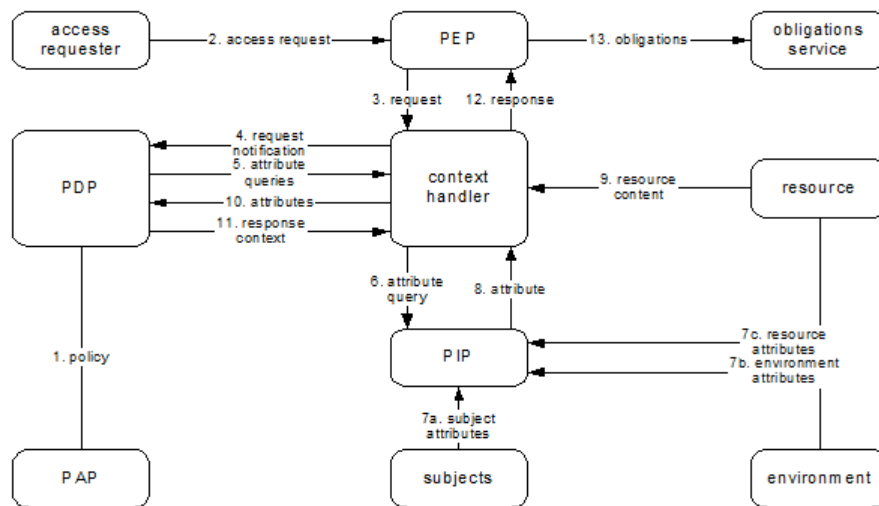 access
requester
2. access request
PEP
13. obligations
obligations
service
3. request
12. response
4. request
notification
5. attribute
queries
10. attributes
11. response
context
PDP
context
handler
9. resource
content
resource
6. attribute
query
8. attribute
1. policy
PIP
7c. resource
attributes
7b. environment
attributes
7a. subject
attributes
PAP
subjects
environment